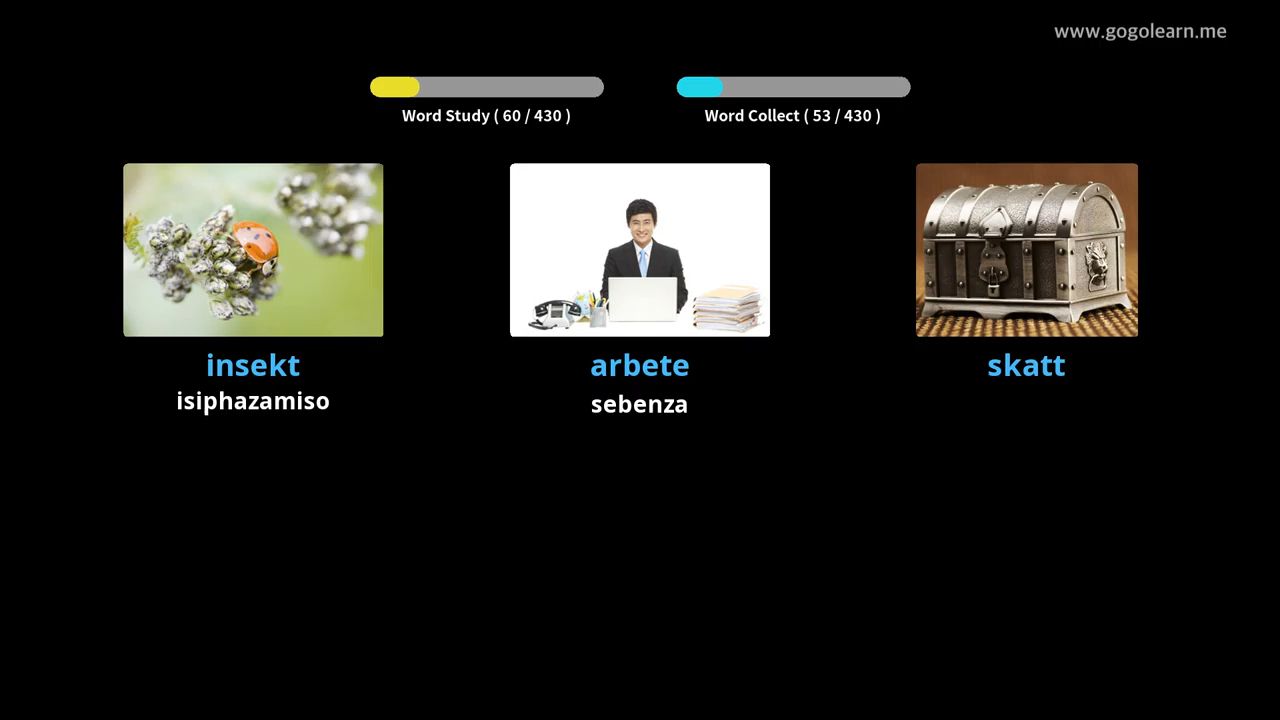 www.gogolearn.me
Word Study ( 60 / 430 )
Word Collect ( 53 / 430 )
insekt
isiphazamiso
arbete
sebenza
skatt